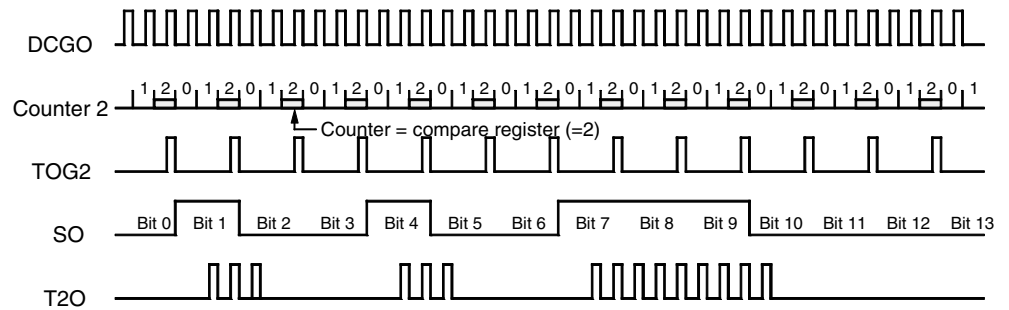 DCGO
1 2 0 1 2 0 1 2 0 1 2 0 1 2 0 1 2 0 1 2 0 1 2 0 1 2 0 1 2 0 1 2 0 1 2 0 1 2 0 1
Counter 2
Counter = compare register (=2)
TOG2
SO Bit 0 Bit 1 Bit 2 Bit 3 Bit 4 Bit 5 Bit 6 Bit 7 Bit 8 Bit 9 Bit 10 Bit 11 Bit 12 Bit 13
T2O